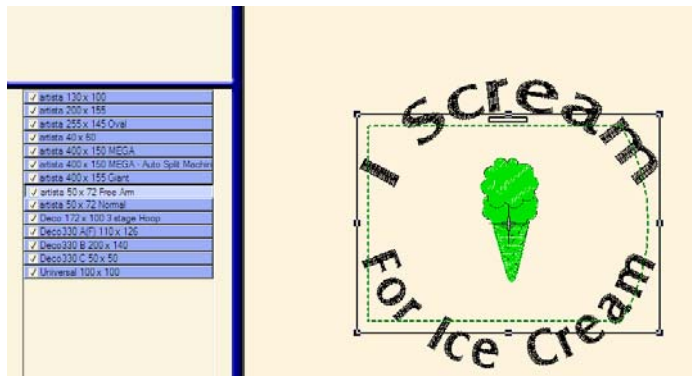 artista 130 x 100
artista 200 x 155
artista 255 x 145 Oval
artista 40 x 60
artista 400 x 150 MEGA
artista 400 x 150 MEGA - Auto Split Machin
artista 400 x 155 Giant
artista 50 x 72 Free Arm
artista 50 x 72 Normal
Deco 172 x 100 3 stage Hoop
Deco330 A(F) 110 x 126
Deco330 B 200 x 140
Deco330 C 50 x 50
Universal 100 x 100
I Scream
For Ice Cream